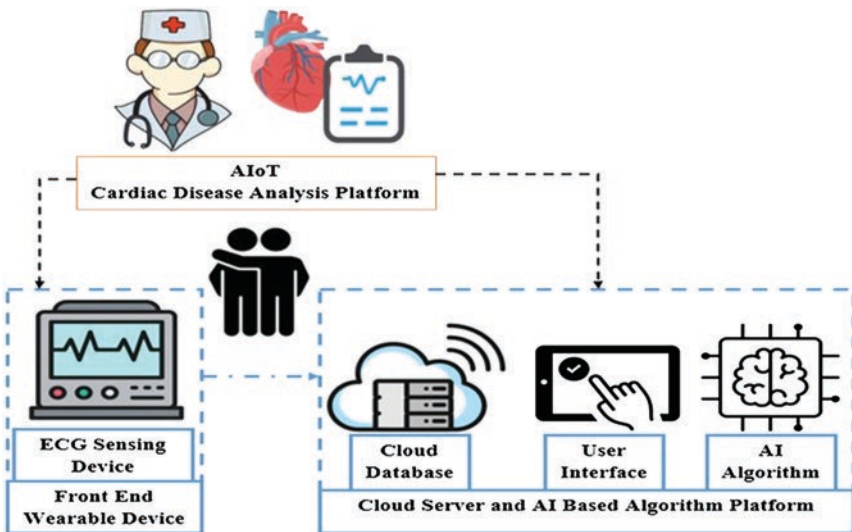 AIoT
Cardiac Disease Analysis Platform
ECG Sensing
Device
Front End
Wearable Device
Cloud
Database
User
Interface
AI
Algorithm
Cloud Server and AI Based Algorithm Platform